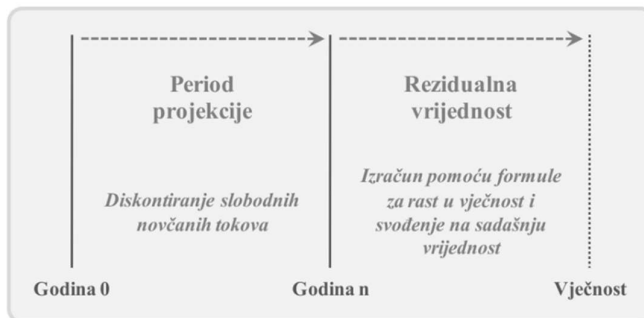 Period
projekcije
Rezidualna
vrijednost
Diskontiranje slobodnih
novčanih tokova
Izračun pomoću formule
za rast u vječnost i
svođenje na sadašnju
vrijednost
Godina 0
Godina n
Vječnost